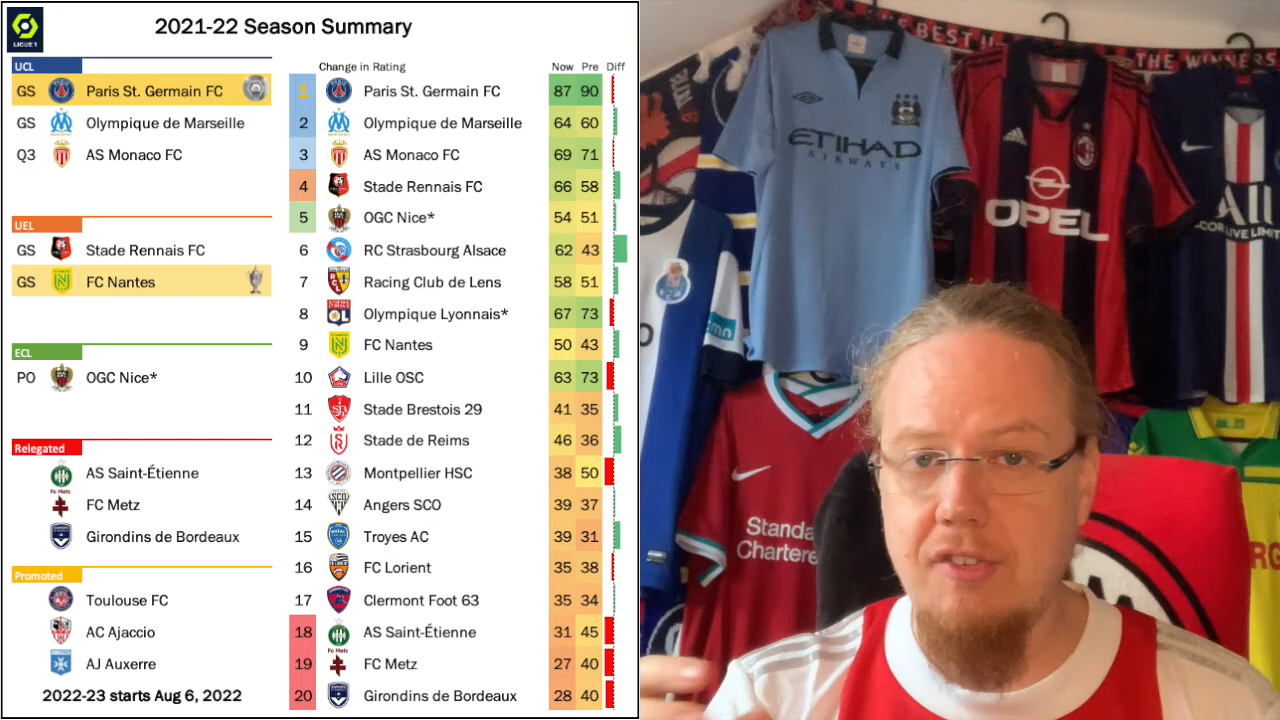 2021-22 Season Summary
LIGUE 1
UCL
GS Paris St. Germain FC
GS Olympique de Marseille
Q3 AS Monaco FC
UEL
GS Stade Rennais FC
GS FC Nantes
ECL
PO OGC Nice*
Relegated
AS Saint-Étienne
FC Metz
Girondins de Bordeaux
Promoted
Toulouse FC
AC Ajaccio
AJ Auxerre
2022-23 starts Aug 6, 2022
Change in Rating Now Pre Diff
1 Paris St. Germain FC 87 90
2 Olympique de Marseille 64 60
3 AS Monaco FC 69 71
4 Stade Rennais FC 66 58
5 OGC Nice* 54 51
6 RC Strasbourg Alsace 62 43
7 Racing Club de Lens 58 51
8 Olympique Lyonnais* 67 73
9 FC Nantes 50 43
10 Lille OSC 63 73
11 Stade Brestois 29 41 35
12 Stade de Reims 46 36
13 Montpellier HSC 38 50
14 Angers SCO 39 37
15 Troyes AC 39 31
16 FC Lorient 35 38
17 Clermont Foot 63 35 34
18 AS Saint-Étienne 31 45
19 FC Metz 27 40
20 Girondins de Bordeaux 28 40
BEST
THE WINNERS
ETIHAD
AIRWAYS
OPEL
ALL
Standa
Chartere